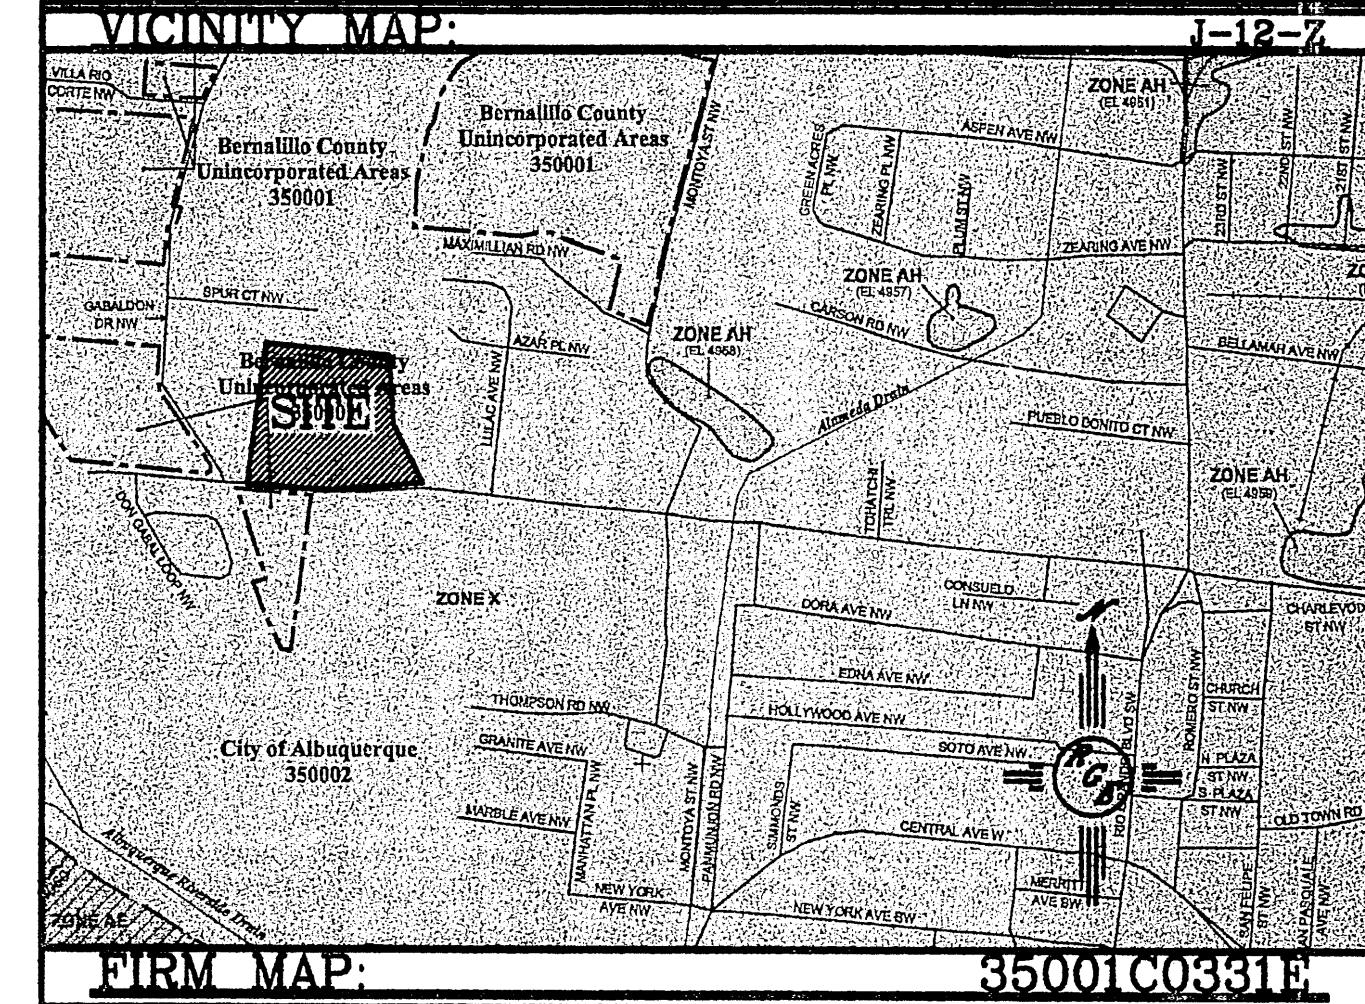 VICINITY MAP:
J-12-Z
VILLA RIO
CORTE NW
Bernalillo County
Unincorporated Areas
350001
Bernalillo County
Unincorporated Areas
350001
MONTOYA ST NW
ZONE AH
(EL 4951)
ASPEN AVE NW
GREEN ACRES
PL NW
ZEARING PL NW
PLUM ST NW
23RD ST NW
22ND ST NW
21ST ST NW
MAXIMILLIAN RD NW
ZEARING AVE NW
ZONE AH
(EL 4957)
GABALDON
DR NW
SPUR CT NW
CARSON RD NW
ZONE AH
(EL 4958)
AZAR PL NW
BELLAMAH AVE NW
Bernalillo County
Unincorporated Areas
350001
SITE
LULAC AVE NW
Alameda Drain
PUEBLO BONITO CT NW
ZONE AH
TOHATCHI
TRL NW
DON GABAL LOOP NW
ZONE X
CONSUELO
LN NW
DORA AVE NW
CHARLEVOI
ST NW
EDNA AVE NW
ROMERO ST NW
CHURCH
ST NW
THOMPSON RD NW
HOLLYWOOD AVE NW
GRANITE AVE NW
SOTO AVE NW
City of Albuquerque
350002
MANHATTAN PL NW
MONTOYA ST NW
PANMUNJON RD NW
SIMMONDS
ST NW
N PLAZA
ST NW
S PLAZA
ST NW
MARBLE AVE NW
CENTRAL AVE W
OLD TOWN RD
Albuquerque Riverside Drain
ZONE AE
NEW YORK
AVE NW
NEW YORK AVE SW
MERRITT
AVE SW
SAN FELIPE
ST NW
AN PASQUALE
AVE NW
FIRM MAP:
35001C0331E